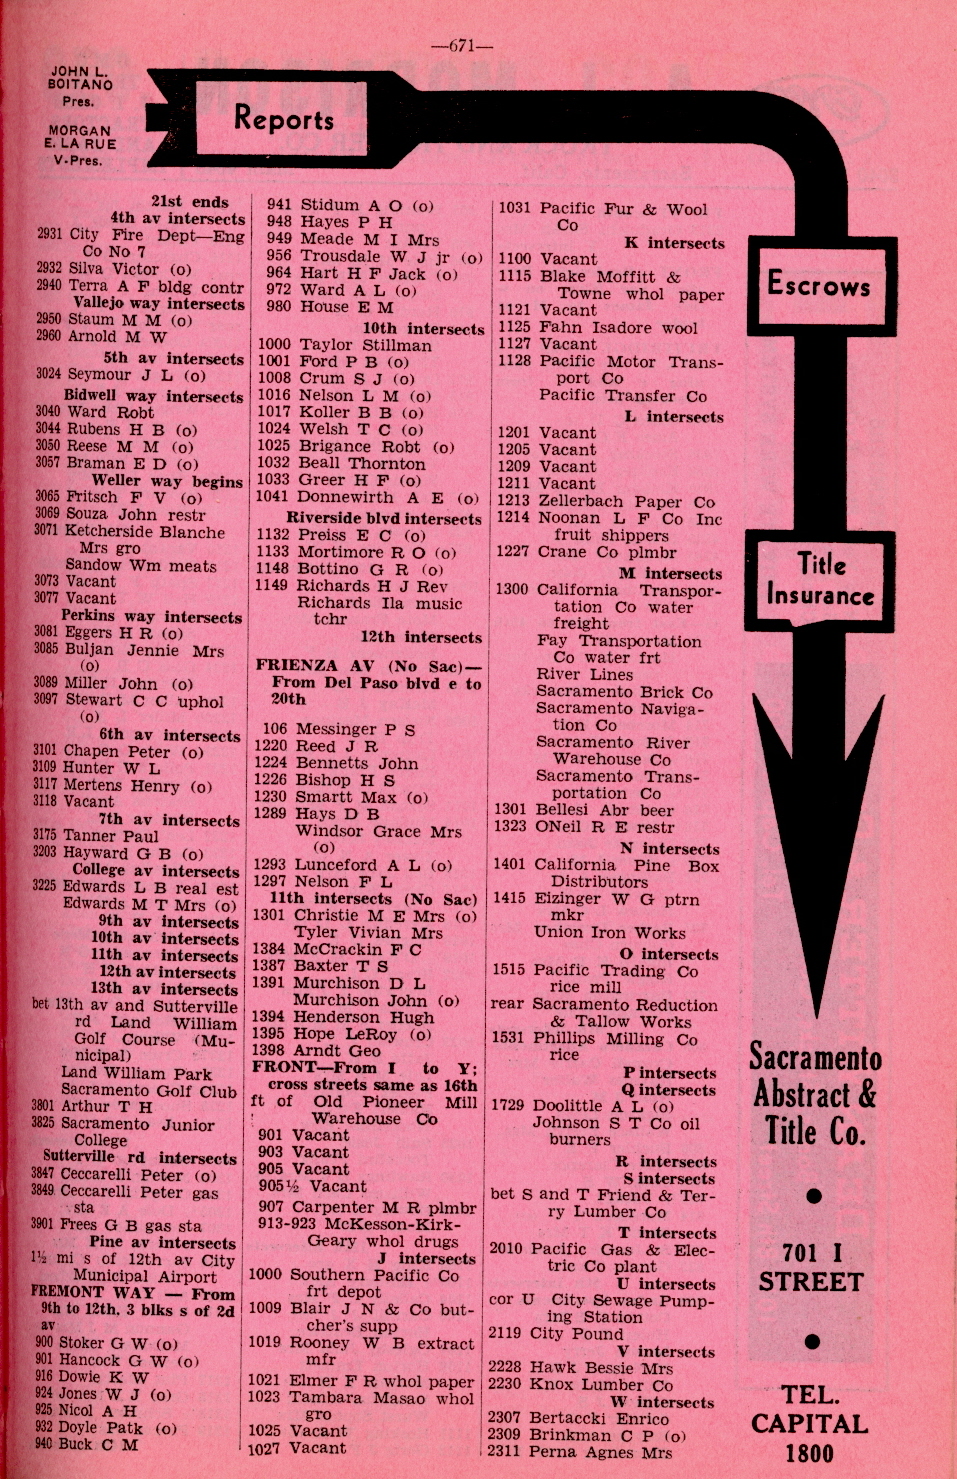 —671—
JOHN L.
BOITANO
Pres.
MORGAN
E. LA RUE
V-Pres.
Reports
21st ends
4th av intersects
2931 City Fire Dept—Eng
Co No 7
2932 Silva Victor (o)
2940 Terra A F bldg contr
Vallejo way intersects
2950 Staum M M (o)
2960 Arnold M W
5th av intersects
3024 Seymour J L (o)
Bidwell way intersects
3040 Ward Robt
3044 Rubens H B (o)
3050 Reese M M (o)
3057 Braman E D (o)
Weller way begins
3065 Fritsch F V (o)
3069 Souza John restr
3071 Ketcherside Blanche
Mrs gro
Sandow Wm meats
3073 Vacant
3077 Vacant
Perkins way intersects
3081 Eggers H R (o)
3085 Buljan Jennie Mrs
(o)
3089 Miller John (o)
3097 Stewart C C uphol
(o)
6th av intersects
3101 Chapen Peter (o)
3109 Hunter W L
3117 Mertens Henry (o)
3118 Vacant
7th av intersects
3175 Tanner Paul
3203 Hayward G B (o)
College av intersects
3225 Edwards L B real est
Edwards M T Mrs (o)
9th av intersects
10th av intersects
11th av intersects
12th av intersects
13th av intersects
bet 13th av and Sutterville
rd Land William
Golf Course (Mu-
nicipal)
Land William Park
Sacramento Golf Club
3801 Arthur T H
3825 Sacramento Junior
College
Sutterville rd intersects
3847 Ceccarelli Peter (o)
3849 Ceccarelli Peter gas
sta
3901 Frees G B gas sta
Pine av intersects
1½ mi s of 12th av City
Municipal Airport
FREMONT WAY — From
9th to 12th, 3 blks s of 2d
av
900 Stoker G W (o)
901 Hancock G W (o)
916 Dowie K W
924 Jones W J (o)
925 Nicol A H
932 Doyle Patk (o)
940 Buck C M
941 Stidum A O (o)
948 Hayes P H
949 Meade M I Mrs
956 Trousdale W J jr (o)
964 Hart H F Jack (o)
972 Ward A L (o)
980 House E M
10th intersects
1000 Taylor Stillman
1001 Ford P B (o)
1008 Crum S J (o)
1016 Nelson L M (o)
1017 Koller B B (o)
1024 Welsh T C (o)
1025 Brigance Robt (o)
1032 Beall Thornton
1033 Greer H F (o)
1041 Donnewirth A E (o)
Riverside blvd intersects
1132 Preiss E C (o)
1133 Mortimore R O (o)
1148 Bottino G R (o)
1149 Richards H J Rev
Richards Ila music
tchr
12th intersects
FRIENZA AV (No Sac)—
From Del Paso blvd e to
20th
106 Messinger P S
1220 Reed J R
1224 Bennetts John
1226 Bishop H S
1230 Smartt Max (o)
1289 Hays D B
Windsor Grace Mrs
(o)
1293 Lunceford A L (o)
1297 Nelson F L
11th intersects (No Sac)
1301 Christie M E Mrs (o)
Tyler Vivian Mrs
1384 McCrackin F C
1387 Baxter T S
1391 Murchison D L
Murchison John (o)
1394 Henderson Hugh
1395 Hope LeRoy (o)
1398 Arndt Geo
FRONT—From I to Y;
cross streets same as 16th
ft of Old Pioneer Mill
Warehouse Co
901 Vacant
903 Vacant
905 Vacant
905½ Vacant
907 Carpenter M R plmbr
913-923 McKesson-Kirk-
Geary whol drugs
J intersects
1000 Southern Pacific Co
frt depot
1009 Blair J N & Co but-
cher's supp
1019 Rooney W B extract
mfr
1021 Elmer F R whol paper
1023 Tambara Masao whol
gro
1025 Vacant
1027 Vacant
1031 Pacific Fur & Wool
Co
K intersects
1100 Vacant
1115 Blake Moffitt &
Towne whol paper
1121 Vacant
1125 Fahn Isadore wool
1127 Vacant
1128 Pacific Motor Trans-
port Co
Pacific Transfer Co
L intersects
1201 Vacant
1205 Vacant
1209 Vacant
1211 Vacant
1213 Zellerbach Paper Co
1214 Noonan L F Co Inc
fruit shippers
1227 Crane Co plmbr
M intersects
1300 California Transpor-
tation Co water
freight
Fay Transportation
Co water frt
River Lines
Sacramento Brick Co
Sacramento Naviga-
tion Co
Sacramento River
Warehouse Co
Sacramento Trans-
portation Co
1301 Bellesi Abr beer
1323 ONeil R E restr
N intersects
1401 California Pine Box
Distributors
1415 Eizinger W G ptrn
mkr
Union Iron Works
O intersects
1515 Pacific Trading Co
rice mill
rear Sacramento Reduction
& Tallow Works
1531 Phillips Milling Co
rice
P intersects
Q intersects
1729 Doolittle A L (o)
Johnson S T Co oil
burners
R intersects
S intersects
bet S and T Friend & Ter-
ry Lumber Co
T intersects
2010 Pacific Gas & Elec-
tric Co plant
U intersects
cor U City Sewage Pump-
ing Station
2119 City Pound
V intersects
2228 Hawk Bessie Mrs
2230 Knox Lumber Co
W intersects
2307 Bertaccki Enrico
2309 Brinkman C P (o)
2311 Perna Agnes Mrs
Escrows
Title
Insurance
Sacramento
Abstract &
Title Co.
701 I
STREET
TEL.
CAPITAL
1800